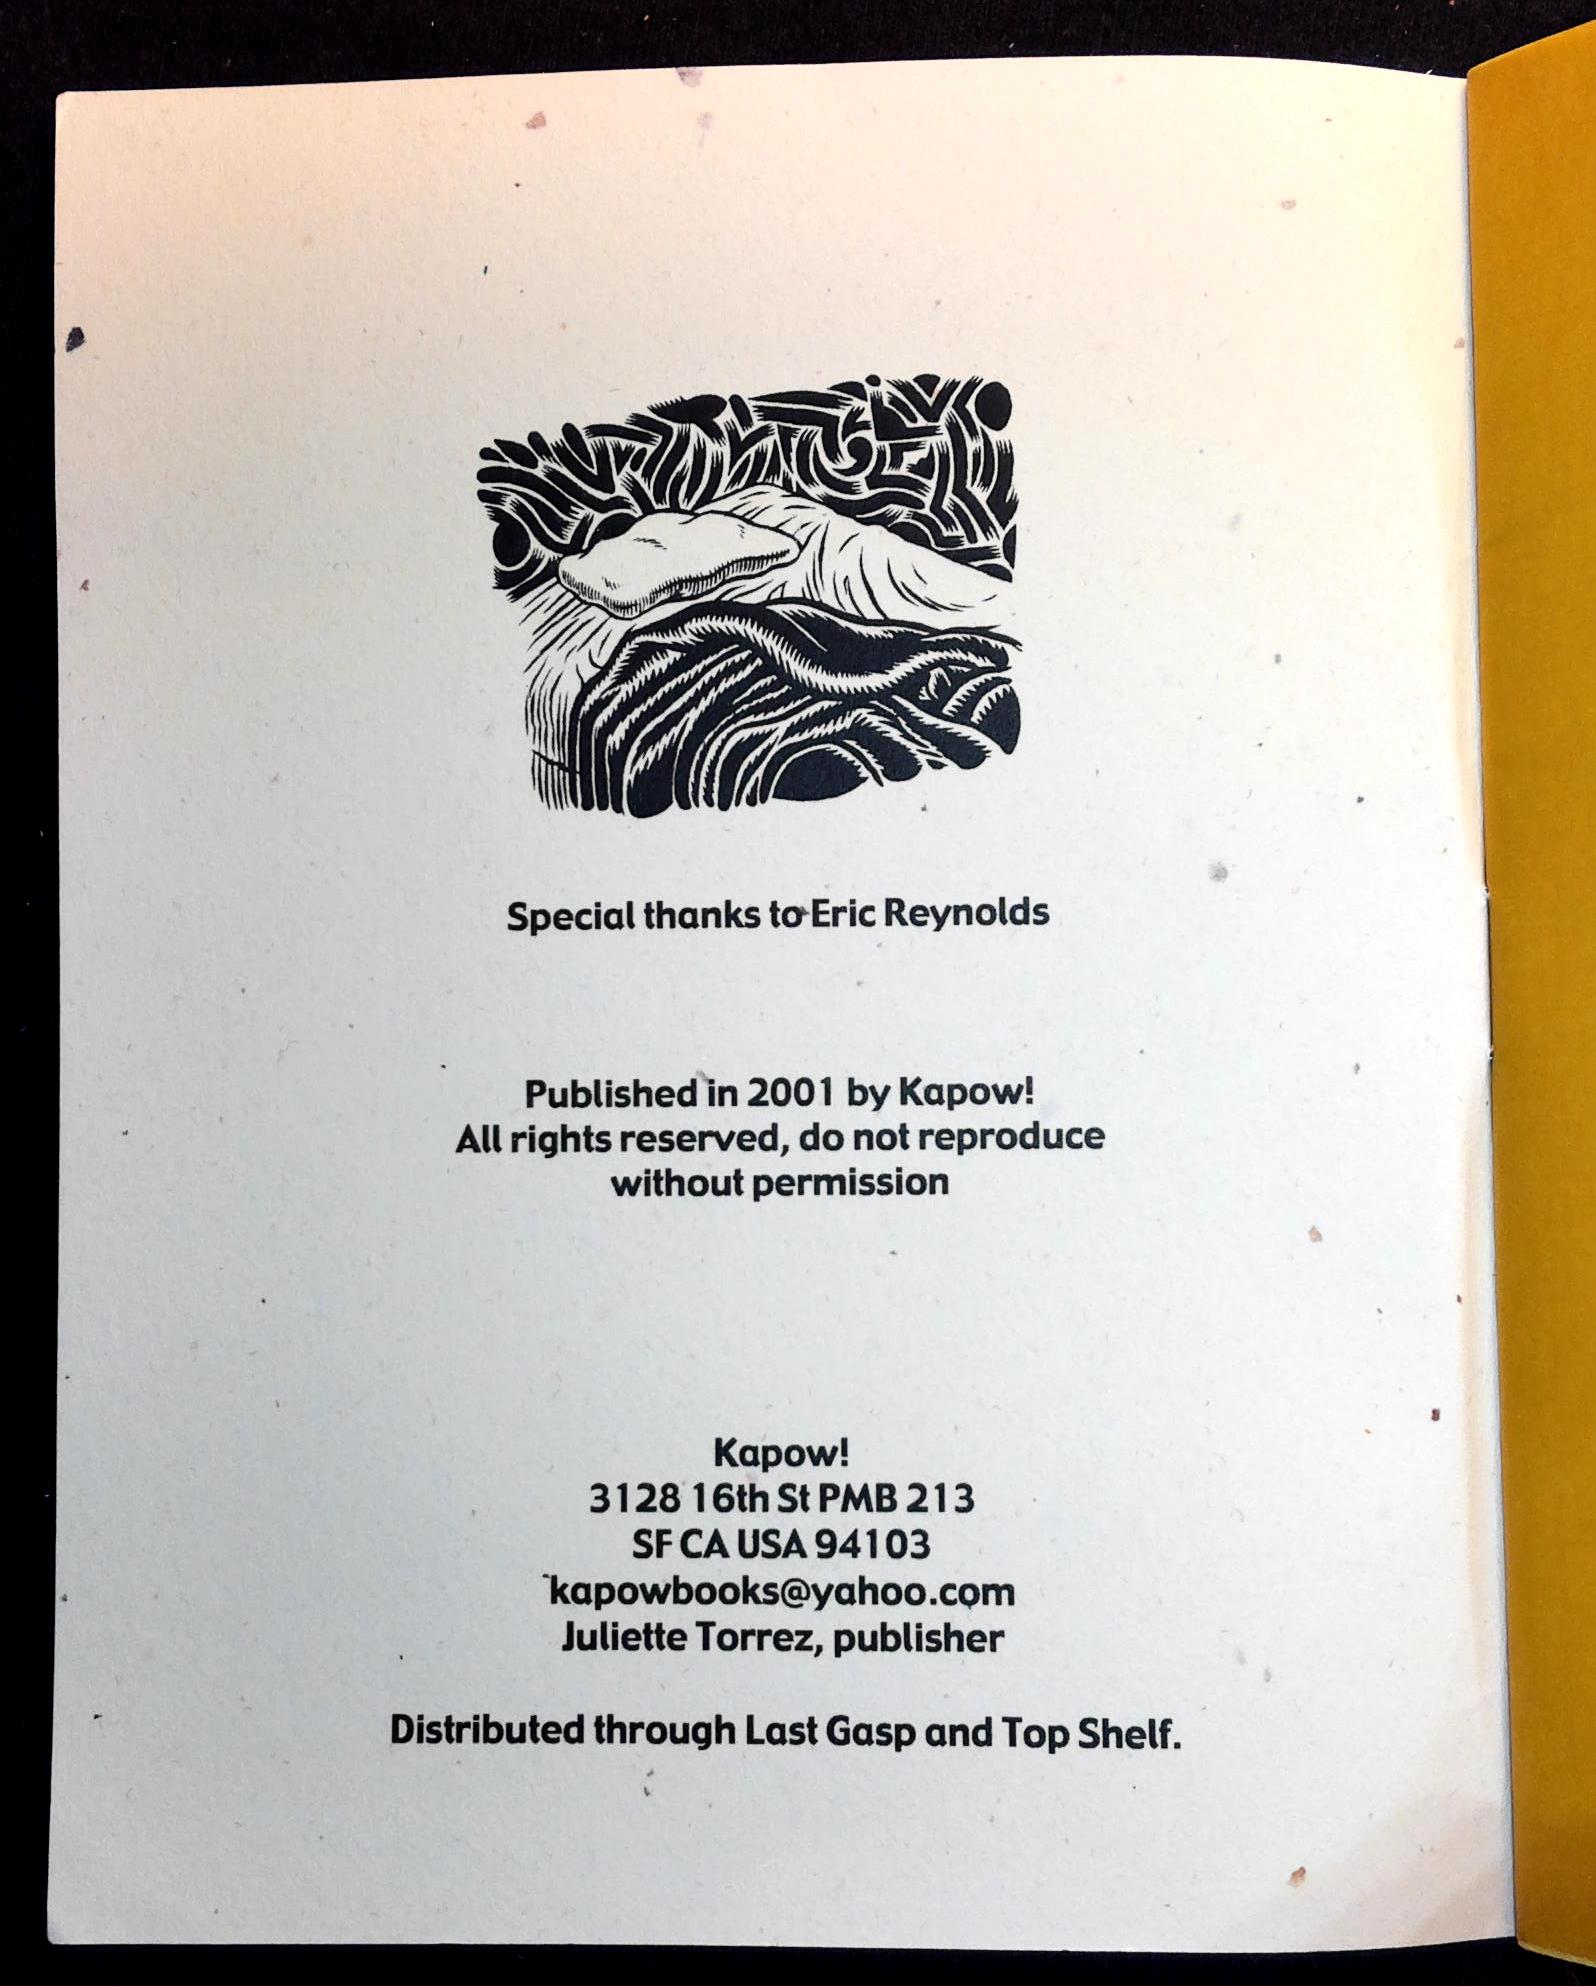 Special thanks to Eric Reynolds
Published in 2001 by Kapow!
All rights reserved, do not reproduce
without permission
Kapow!
3128 16th St PMB 213
SF CA USA 94103
kapowbooks@yahoo.com
Juliette Torrez, publisher
Distributed through Last Gasp and Top Shelf.